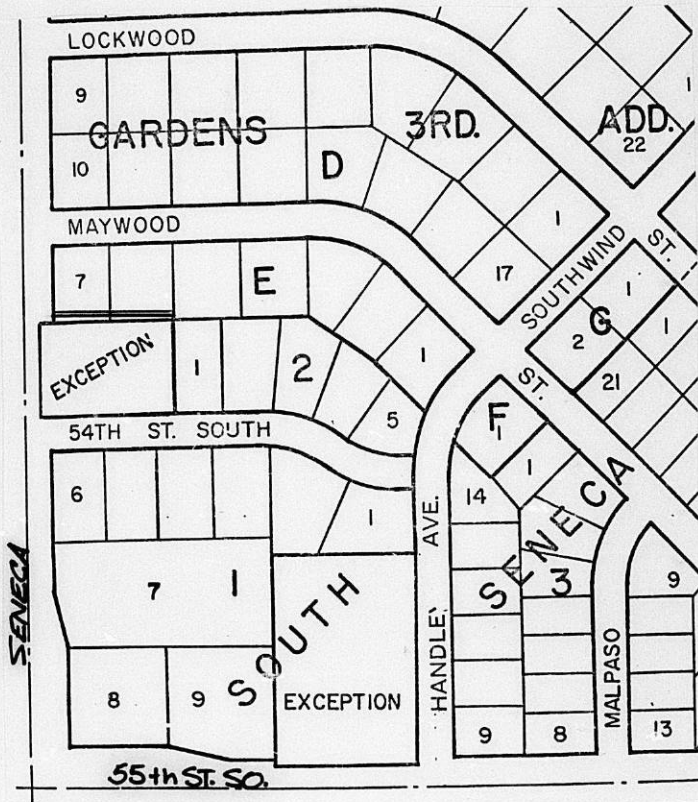 LOCKWOOD
9
GARDENS
3RD.
ADD.
22
1
10
D
MAYWOOD
1
SOUTHWIND ST.
17
7
E
1
G
1
2
EXCEPTION
1
2
1
ST.
21
5
F
1
54TH ST. SOUTH
1
6
1
14
AVE.
SENECA
SENECA
7
1
3
9
SOUTH
HANDLEY
MALPASO
8
9
EXCEPTION
9
8
13
55th ST. SO.